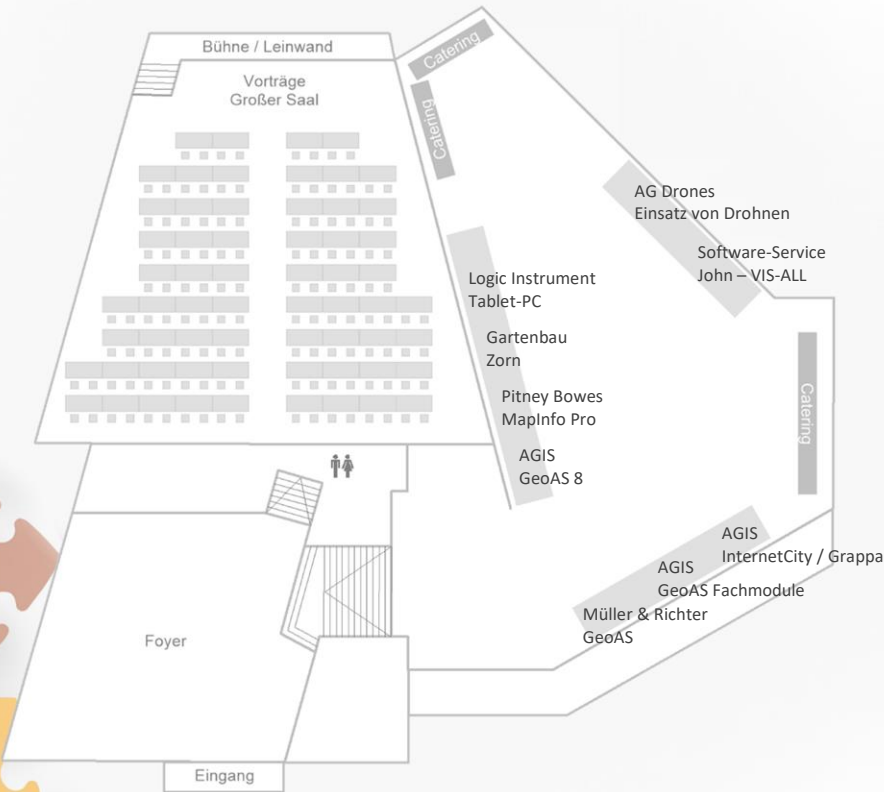 Bühne / Leinwand
Vorträge
Großer Saal
Catering
Catering
AG Drones
Einsatz von Drohnen
Software-Service
John – VIS-ALL
Logic Instrument
Tablet-PC
Gartenbau
Zorn
Pitney Bowes
MapInfo Pro
AGIS
GeoAS 8
Catering
AGIS
InternetCity / Grappa
AGIS
GeoAS Fachmodule
Müller & Richter
GeoAS
Foyer
Eingang